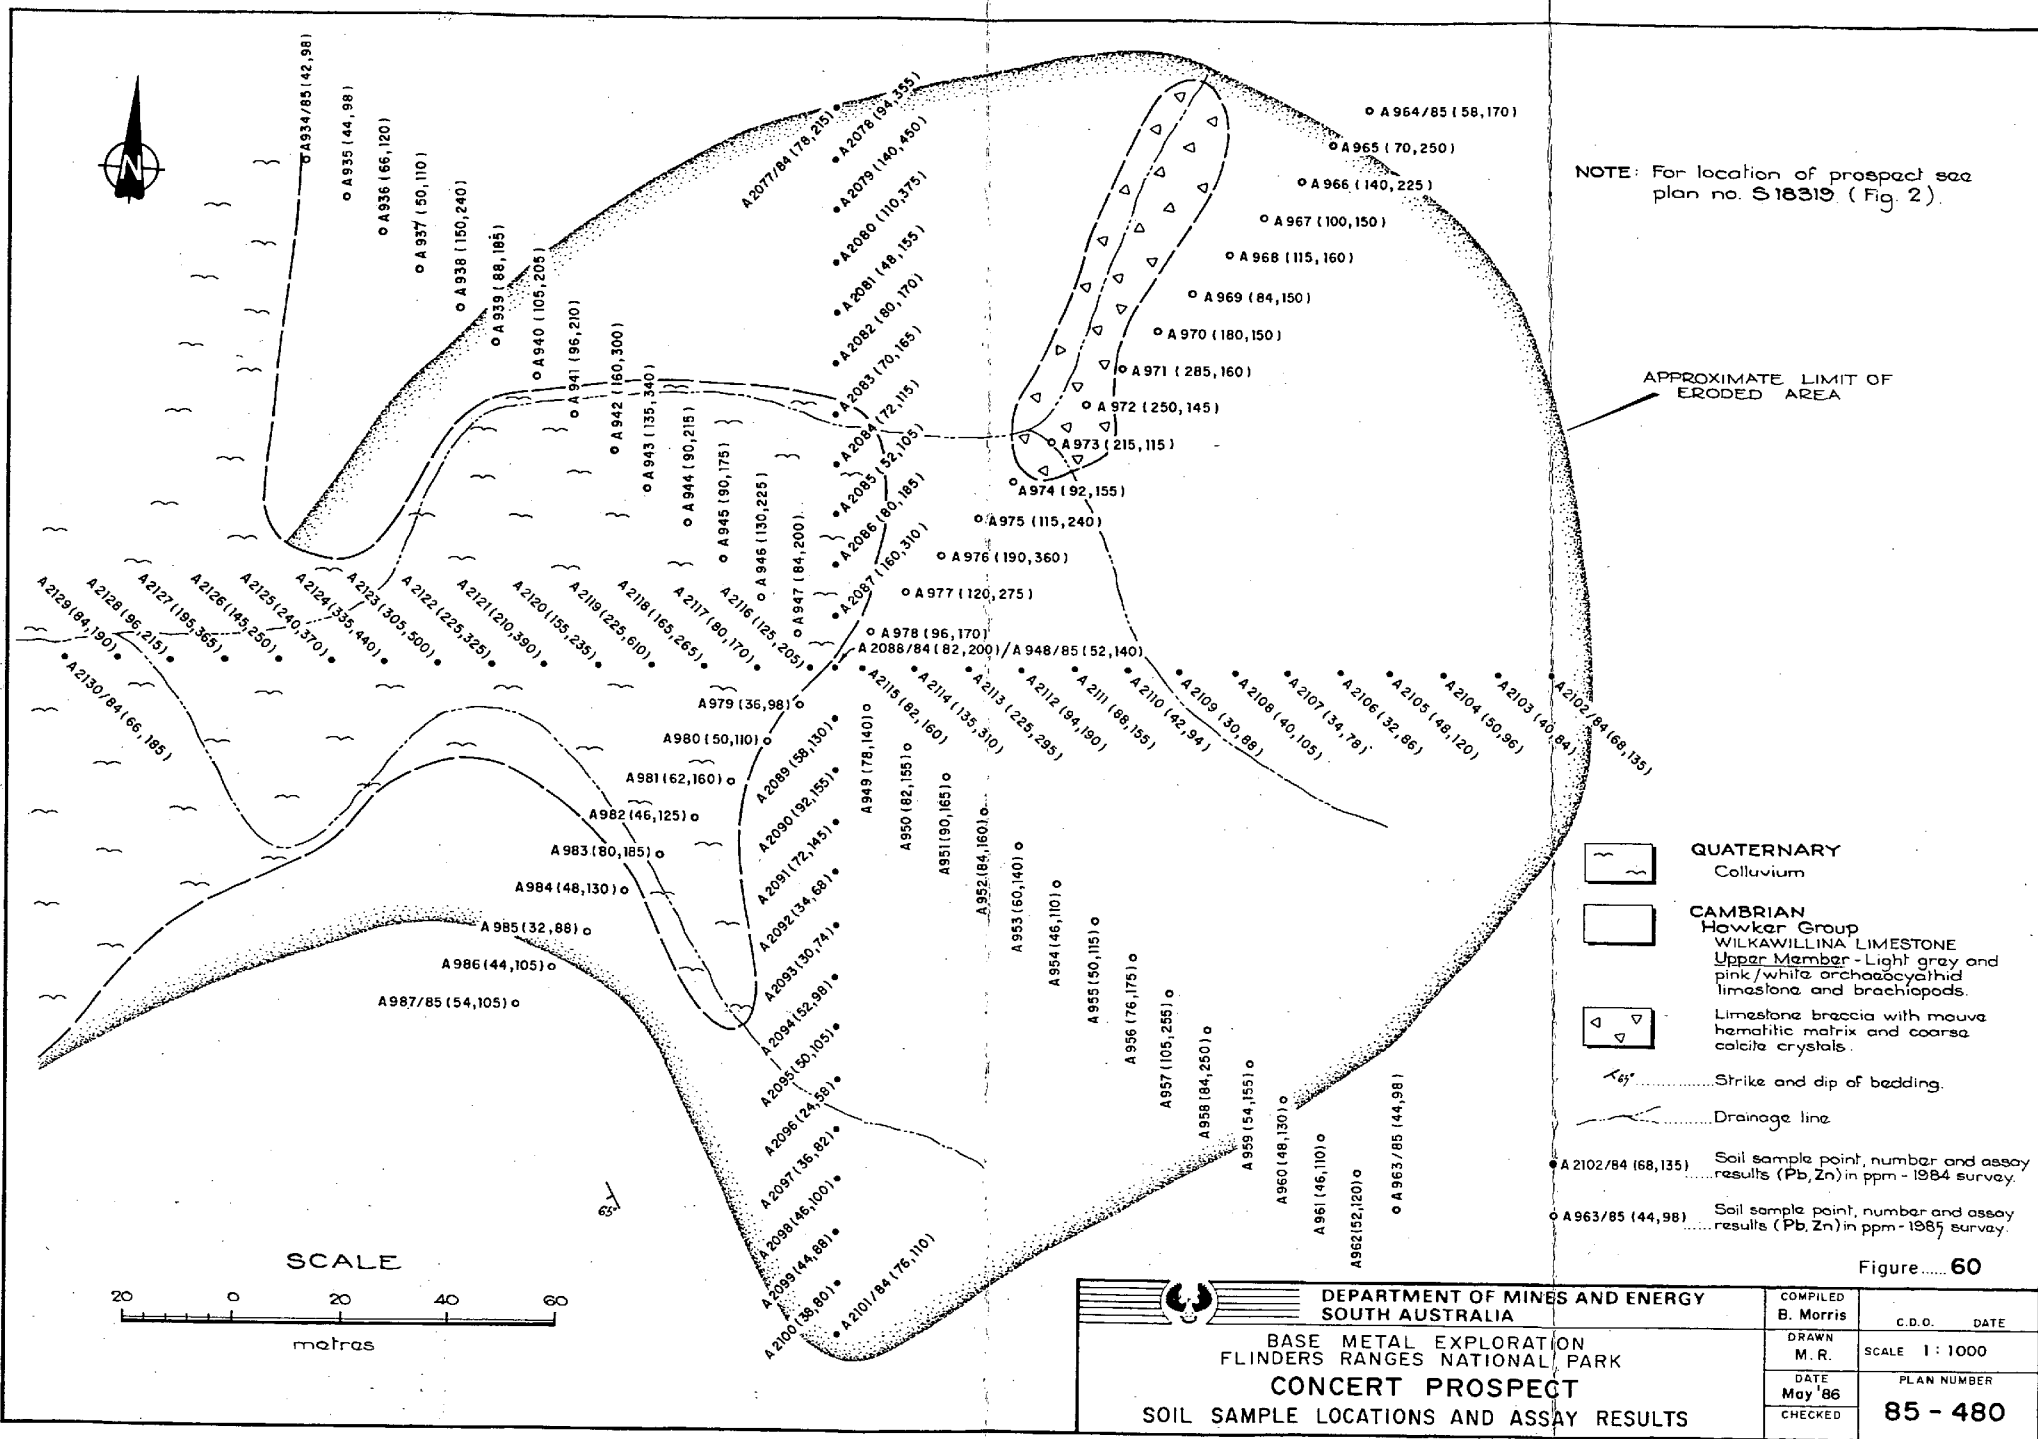 N
A934/85 (42,98)
A935 (44,98)
A936 (66,120)
A937 (50,110)
A938 (150,240)
A939 (88,185)
A940 (105,205)
A941 (96,210)
A942 (160,300)
A943 (135,340)
A944 (90,215)
A945 (90,175)
A946 (130,225)
A947 (84,200)
A2077/84 (78,215)
A2078 (94,355)
A2079 (140,450)
A2080 (110,375)
A2081 (48,155)
A2082 (80,170)
A2083 (70,165)
A2084 (72,115)
A2085 (52,105)
A2086 (80,185)
A2087 (160,310)
A964/85 (58,170)
A965 (70,250)
A966 (140,225)
A967 (100,150)
A968 (115,160)
A969 (84,150)
A970 (180,150)
A971 (285,160)
A972 (250,145)
A973 (215,115)
A974 (92,155)
A975 (115,240)
A976 (190,360)
A977 (120,275)
A978 (96,170)
A2088/84 (82,200)/A948/85 (52,140)
NOTE: For location of prospect see
plan no. S18319 (Fig. 2).
APPROXIMATE LIMIT OF
ERODED AREA
A2129 (84,190)
A2128 (96,215)
A2127 (195,365)
A2126 (145,250)
A2125 (240,370)
A2124 (335,440)
A2123 (305,500)
A2122 (225,325)
A2121 (210,390)
A2120 (155,235)
A2119 (225,610)
A2118 (165,265)
A2117 (80,170)
A2116 (125,205)
A2130/84 (66,185)
A2115 (82,160)
A2114 (135,310)
A2113 (225,295)
A2112 (94,190)
A2111 (88,155)
A2110 (42,94)
A2109 (30,88)
A2108 (40,105)
A2107 (34,78)
A2106 (32,86)
A2105 (48,120)
A2104 (50,96)
A2103 (40,84)
A2102/84 (68,135)
A979 (36,98)
A980 (50,110)
A981 (62,160)
A982 (46,125)
A983 (80,185)
A984 (48,130)
A985 (32,88)
A986 (44,105)
A987/85 (54,105)
A2089 (58,130)
A2090 (92,155)
A2091 (72,145)
A2092 (34,68)
A2093 (30,74)
A2094 (52,98)
A2095 (50,105)
A2096 (24,58)
A2097 (36,82)
A2098 (46,100)
A2099 (44,88)
A2100 (38,80)
A2101/84 (76,110)
A949 (78,140)
A950 (82,155)
A951 (90,165)
A952 (84,160)
A953 (60,140)
A954 (46,110)
A955 (50,115)
A956 (76,175)
A957 (105,255)
A958 (84,250)
A959 (54,155)
A960 (48,130)
A961 (46,110)
A962 (52,120)
A963/85 (44,98)
65°
QUATERNARY
Colluvium
CAMBRIAN
Hawker Group
WILKAWILLINA LIMESTONE
Upper Member - Light grey and
pink/white archaeocyathid
limestone and brachiopods.
Limestone breccia with mauve
hematitic matrix and coarse
calcite crystals.
65° ........ Strike and dip of bedding.
........ Drainage line
A2102/84 (68,135) Soil sample point, number and assay
...... results (Pb, Zn) in ppm - 1984 survey.
A963/85 (44,98) Soil sample point, number and assay
...... results (Pb, Zn) in ppm - 1985 survey.
SCALE
20 0 20 40 60
metres
Figure ..... 60
DEPARTMENT OF MINES AND ENERGY
SOUTH AUSTRALIA
BASE METAL EXPLORATION
FLINDERS RANGES NATIONAL PARK
CONCERT PROSPECT
SOIL SAMPLE LOCATIONS AND ASSAY RESULTS
COMPILED
B. Morris
DRAWN
M.R.
DATE
May '86
CHECKED
C.D.O. DATE
SCALE 1 : 1000
PLAN NUMBER
85 - 480